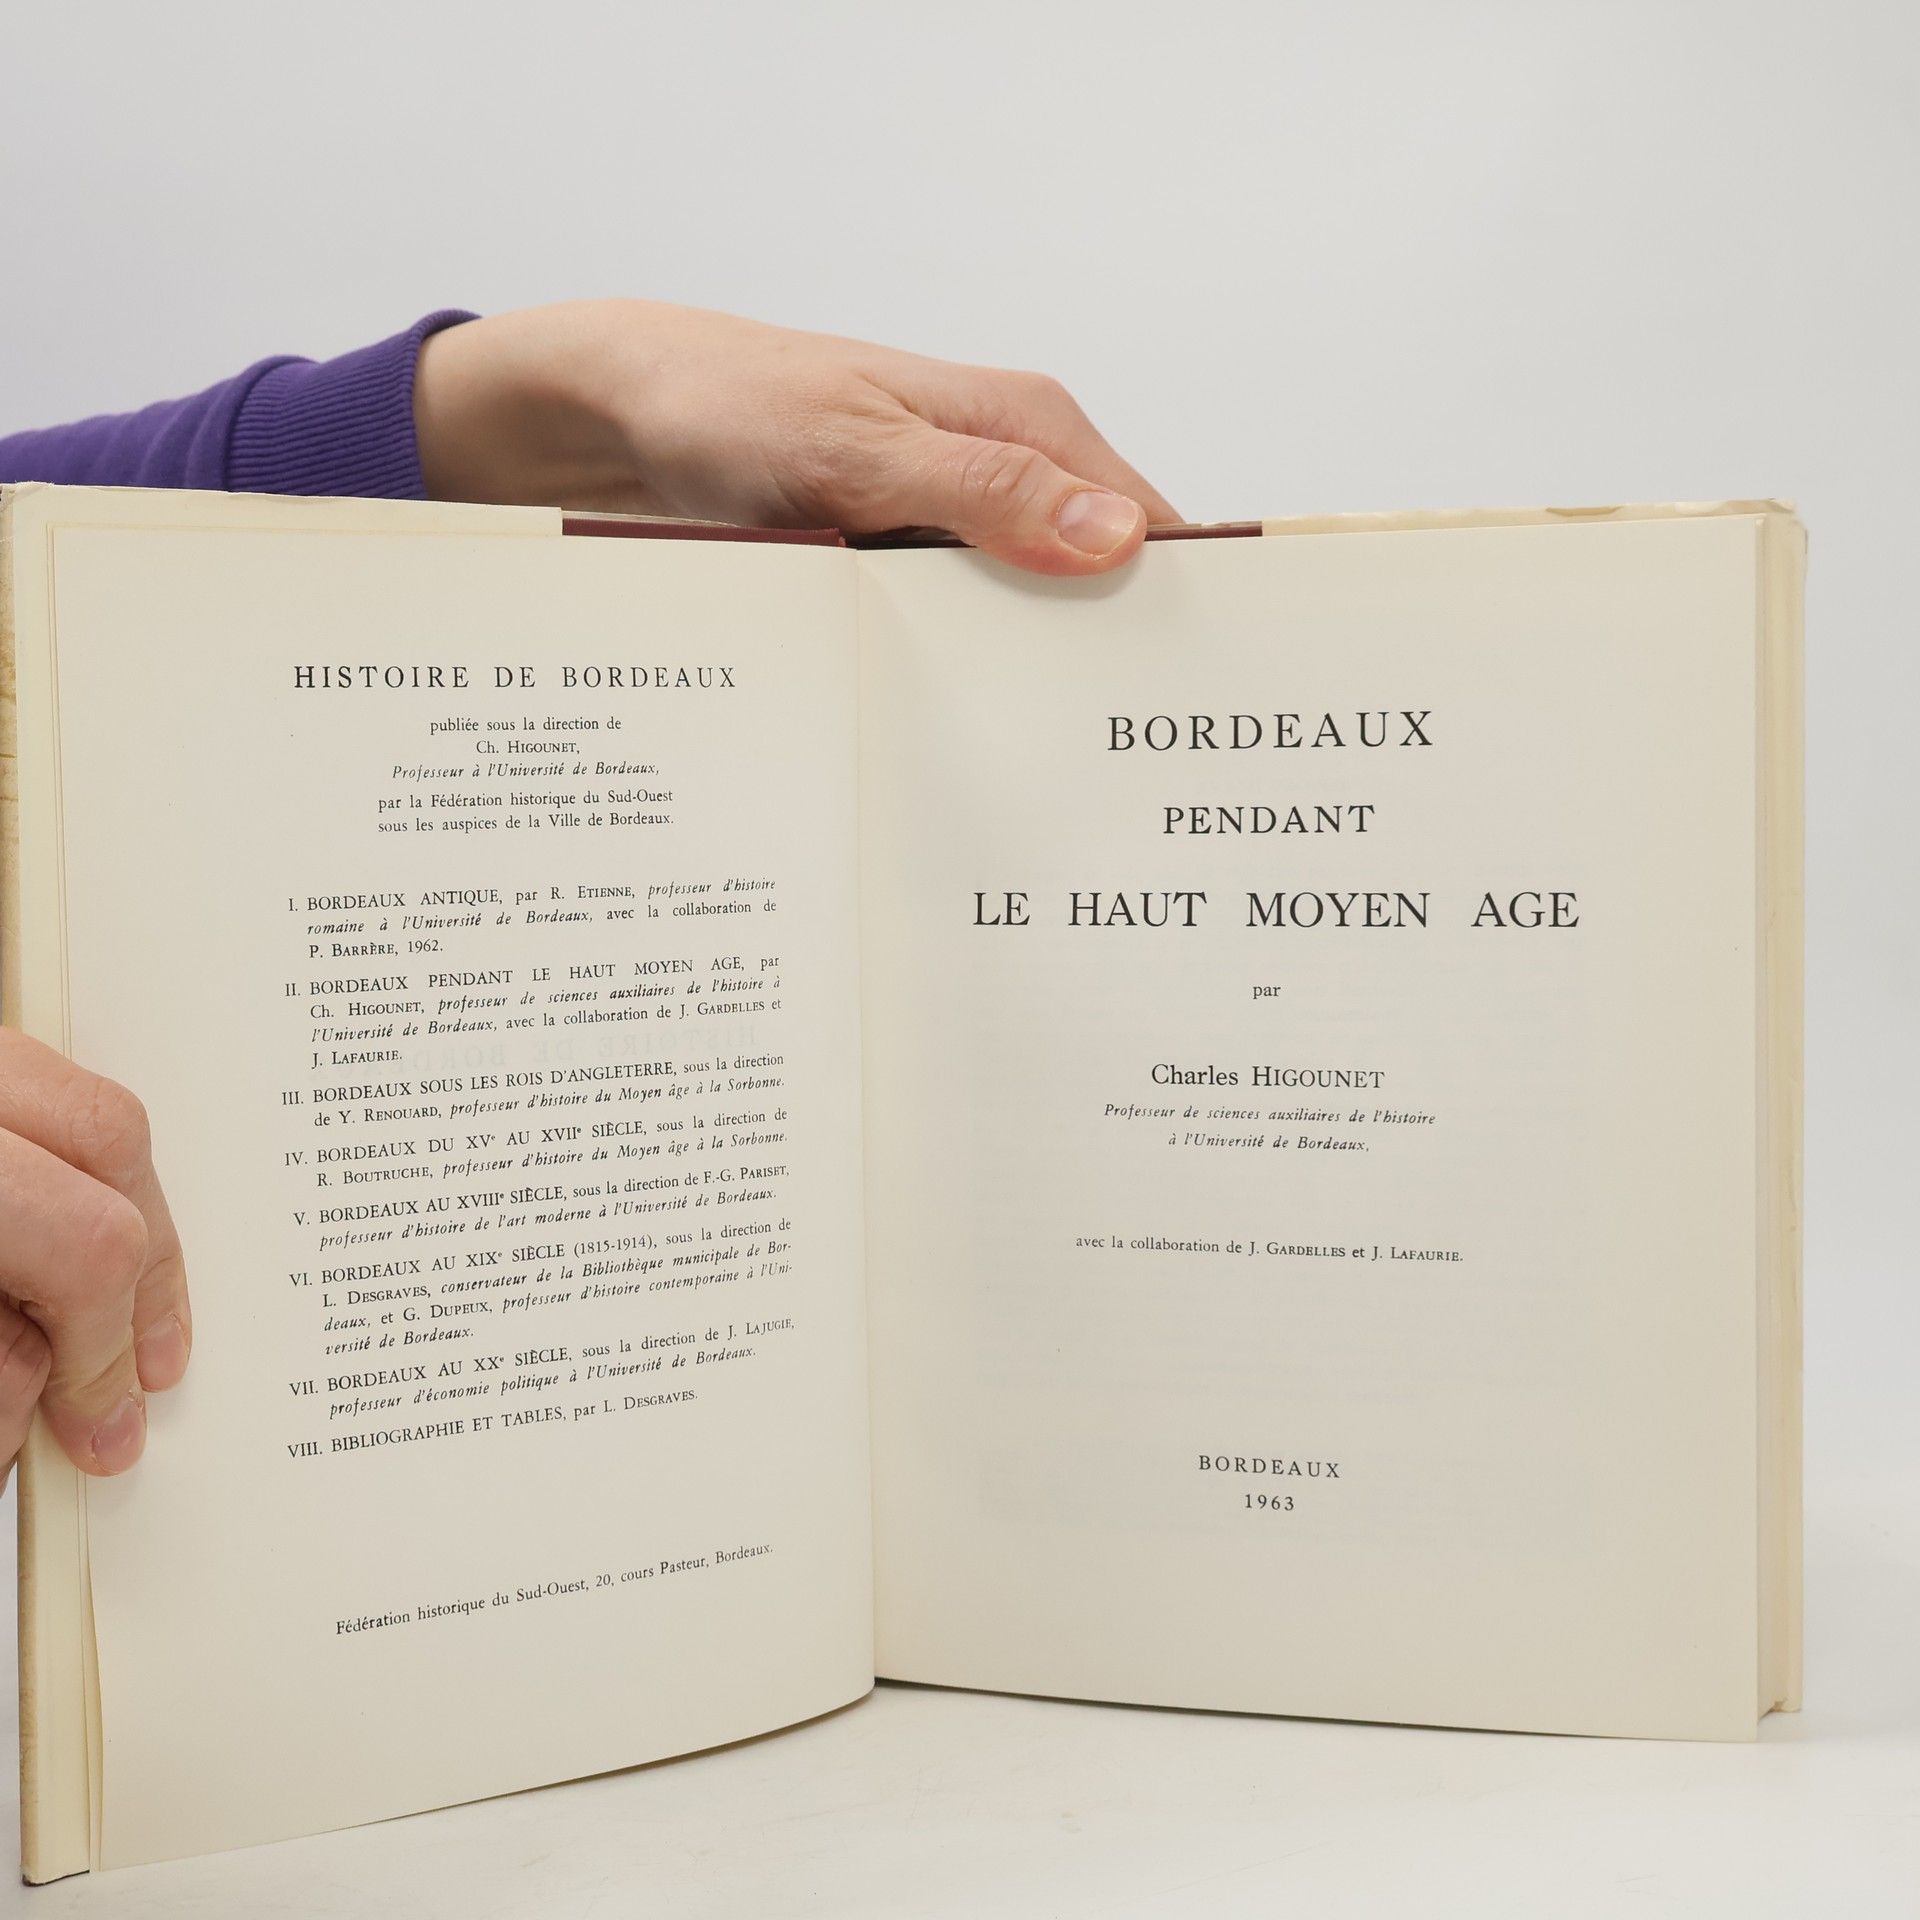 HISTOIRE DE BORDEAUX
publiée sous la direction de
Ch. HIGOUNET,
Professeur à l'Université de Bordeaux,
par la Fédération historique du Sud-Ouest
sous les auspices de la Ville de Bordeaux.
I. BORDEAUX ANTIQUE, par R. ETIENNE, professeur d'histoire
romaine à l'Université de Bordeaux, avec la collaboration de
P. BARRÈRE, 1962.
II. BORDEAUX PENDANT LE HAUT MOYEN AGE, par
Ch. HIGOUNET, professeur de sciences auxiliaires de l'histoire à
l'Université de Bordeaux, avec la collaboration de J. GARDELLES et
J. LAFAURIE.
III. BORDEAUX SOUS LES ROIS D'ANGLETERRE, sous la direction
de Y. RENOUARD, professeur d'histoire du Moyen âge à la Sorbonne.
IV. BORDEAUX DU XVe AU XVIIe SIÈCLE, sous la direction de
R. BOUTRUCHE, professeur d'histoire du Moyen âge à la Sorbonne.
V. BORDEAUX AU XVIIIe SIÈCLE, sous la direction de F.-G. PARISET,
professeur d'histoire de l'art moderne à l'Université de Bordeaux.
VI. BORDEAUX AU XIXe SIÈCLE (1815-1914), sous la direction de
L. DESGRAVES, conservateur de la Bibliothèque municipale de Bor-
deaux, et G. DUPEUX, professeur d'histoire contemporaine à l'Uni-
versité de Bordeaux.
VII. BORDEAUX AU XXe SIÈCLE, sous la direction de J. LAJUGIE,
professeur d'économie politique à l'Université de Bordeaux.
VIII. BIBLIOGRAPHIE ET TABLES, par L. DESGRAVES.
Fédération historique du Sud-Ouest, 20, cours Pasteur, Bordeaux.
BORDEAUX
PENDANT
LE HAUT MOYEN AGE
par
Charles HIGOUNET
Professeur de sciences auxiliaires de l'histoire
à l'Université de Bordeaux,
avec la collaboration de J. GARDELLES et J. LAFAURIE.
BORDEAUX
1963